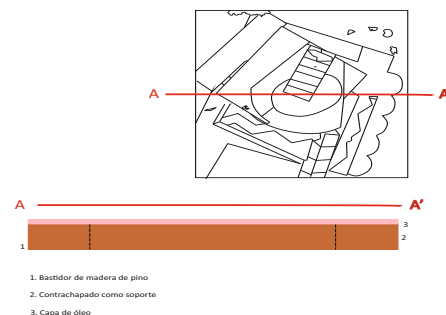 A A
A A'
3
1 2
1. Bastidor de madera de pino
2. Contrachapado como soporte
3. Capa de óleo